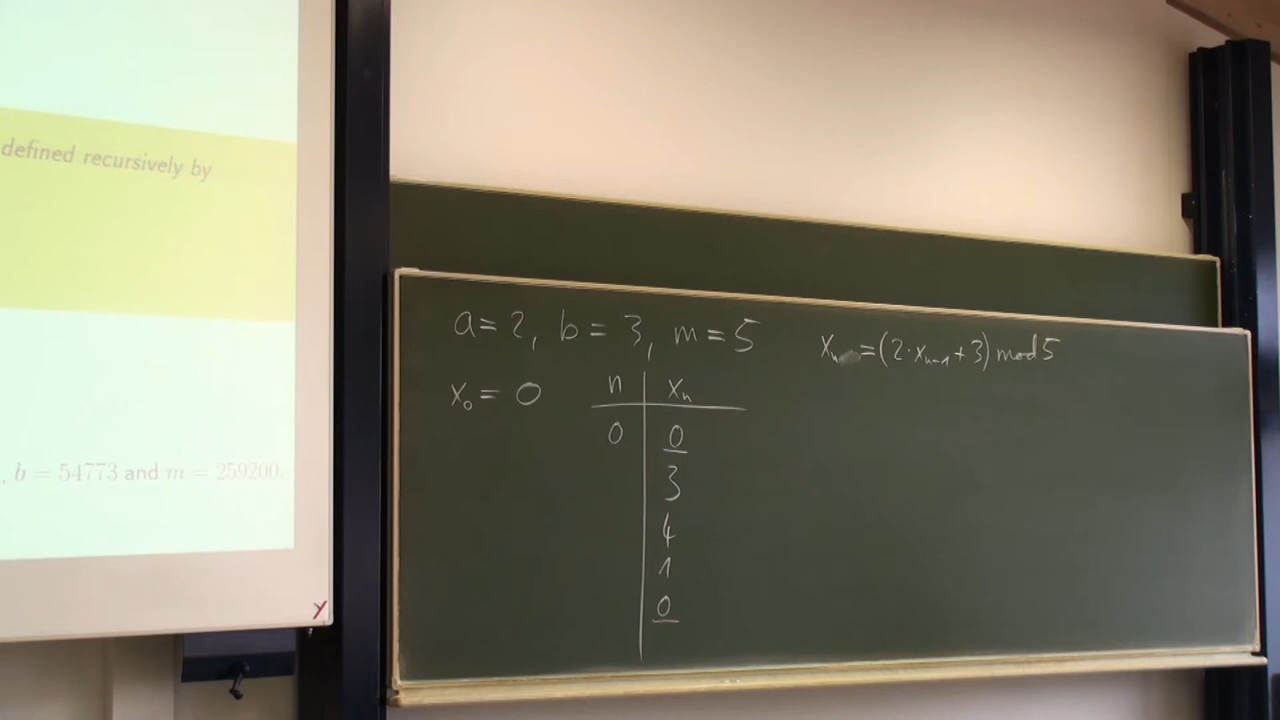 defined recursively by
, b = 54773 and m = 259200.
a = 2, b = 3, m = 5
xₙ = (2·xₙ₋₁ + 3) mod 5
x₀ = 0
n xₙ
0 0
3
4
1
0
Y